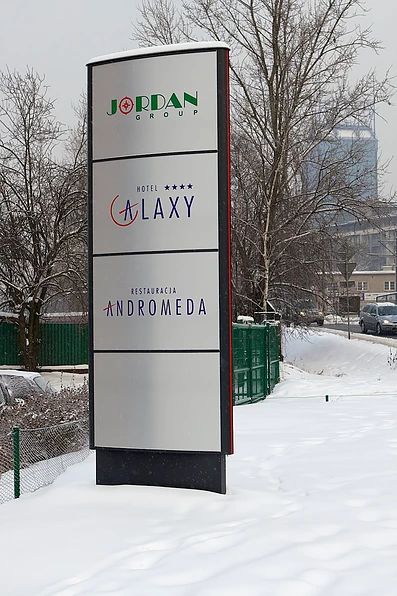 JORDAN
GROUP
HOTEL ★★★★
GALAXY
RESTAURACJA
ANDROMEDA